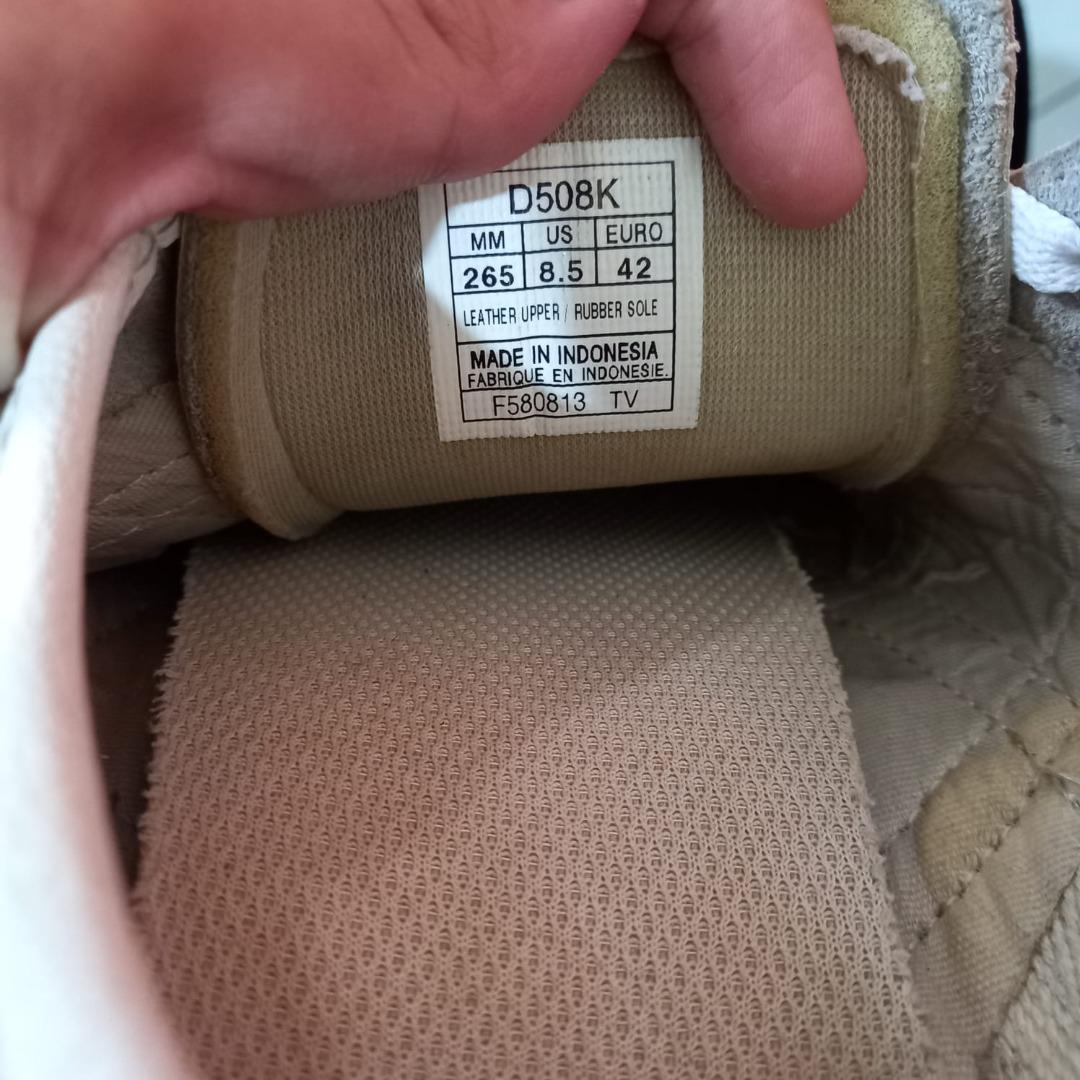 D508K
MM US EURO
265 8.5 42
LEATHER UPPER / RUBBER SOLE
MADE IN INDONESIA
FABRIQUE EN INDONESIE.
F580813 TV